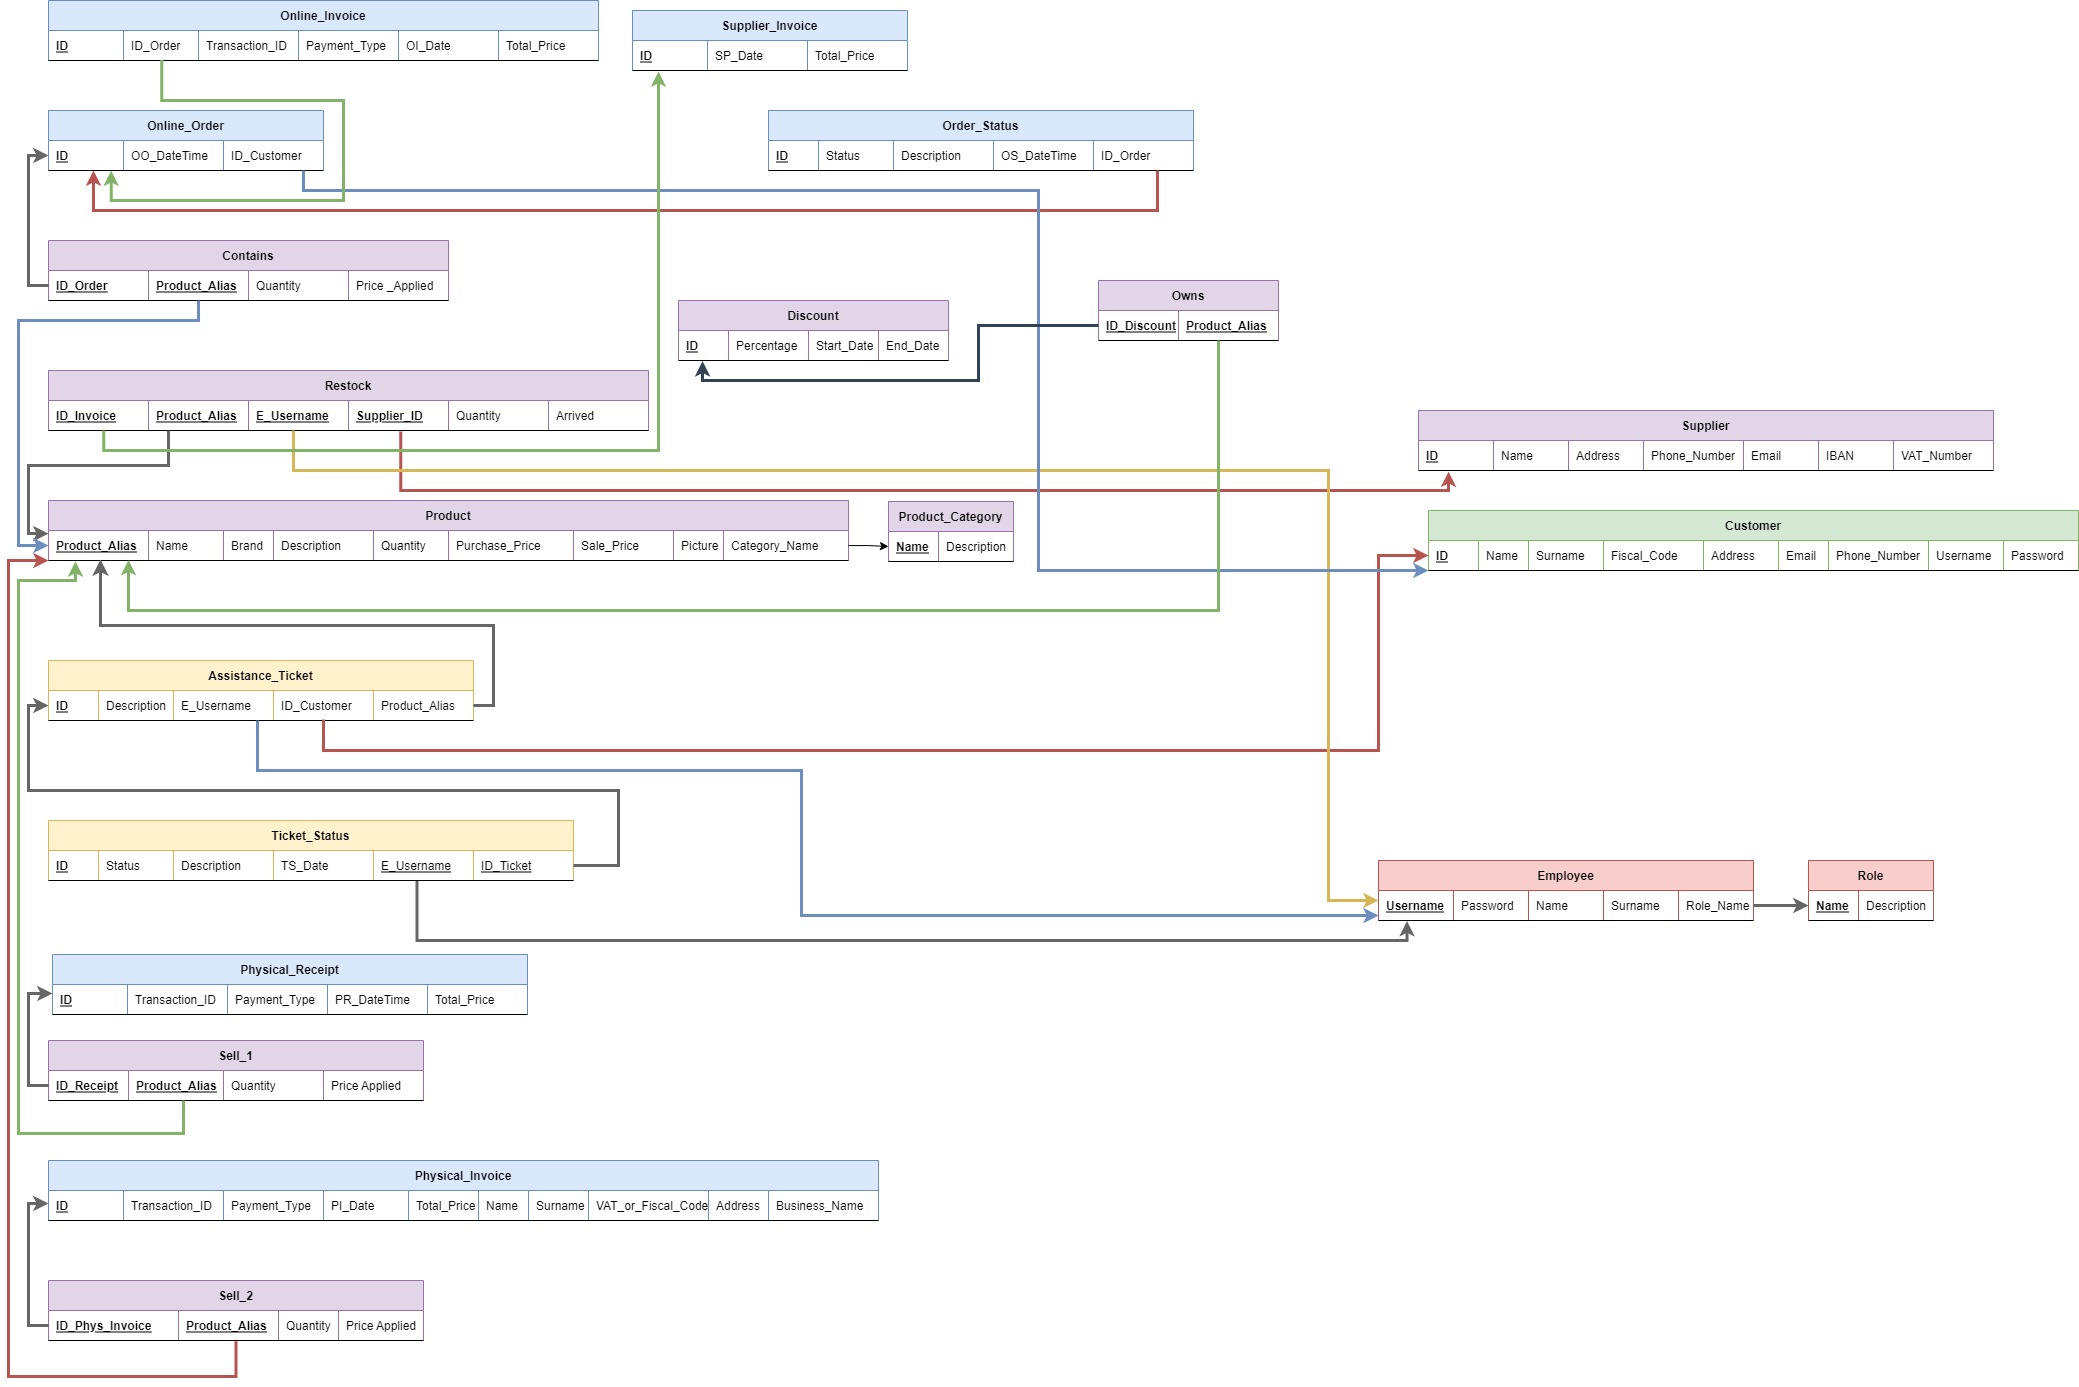 Online_Invoice
ID ID_Order Transaction_ID Payment_Type OI_Date Total_Price
Supplier_Invoice
ID SP_Date Total_Price
Online_Order
ID OO_DateTime ID_Customer
Order_Status
ID Status Description OS_DateTime ID_Order
Contains
ID_Order Product_Alias Quantity Price _Applied
Owns
ID_Discount Product_Alias
Discount
ID Percentage Start_Date End_Date
Restock
ID_Invoice Product_Alias E_Username Supplier_ID Quantity Arrived
Supplier
ID Name Address Phone_Number Email IBAN VAT_Number
Product
Product_Alias Name Brand Description Quantity Purchase_Price Sale_Price Picture Category_Name
Product_Category
Name Description
Customer
ID Name Surname Fiscal_Code Address Email Phone_Number Username Password
Assistance_Ticket
ID Description E_Username ID_Customer Product_Alias
Ticket_Status
ID Status Description TS_Date E_Username ID_Ticket
Employee
Username Password Name Surname Role_Name
Role
Name Description
Physical_Receipt
ID Transaction_ID Payment_Type PR_DateTime Total_Price
Sell_1
ID_Receipt Product_Alias Quantity Price Applied
Physical_Invoice
ID Transaction_ID Payment_Type PI_Date Total_Price Name Surname VAT_or_Fiscal_Code Address Business_Name
Sell_2
ID_Phys_Invoice Product_Alias Quantity Price Applied